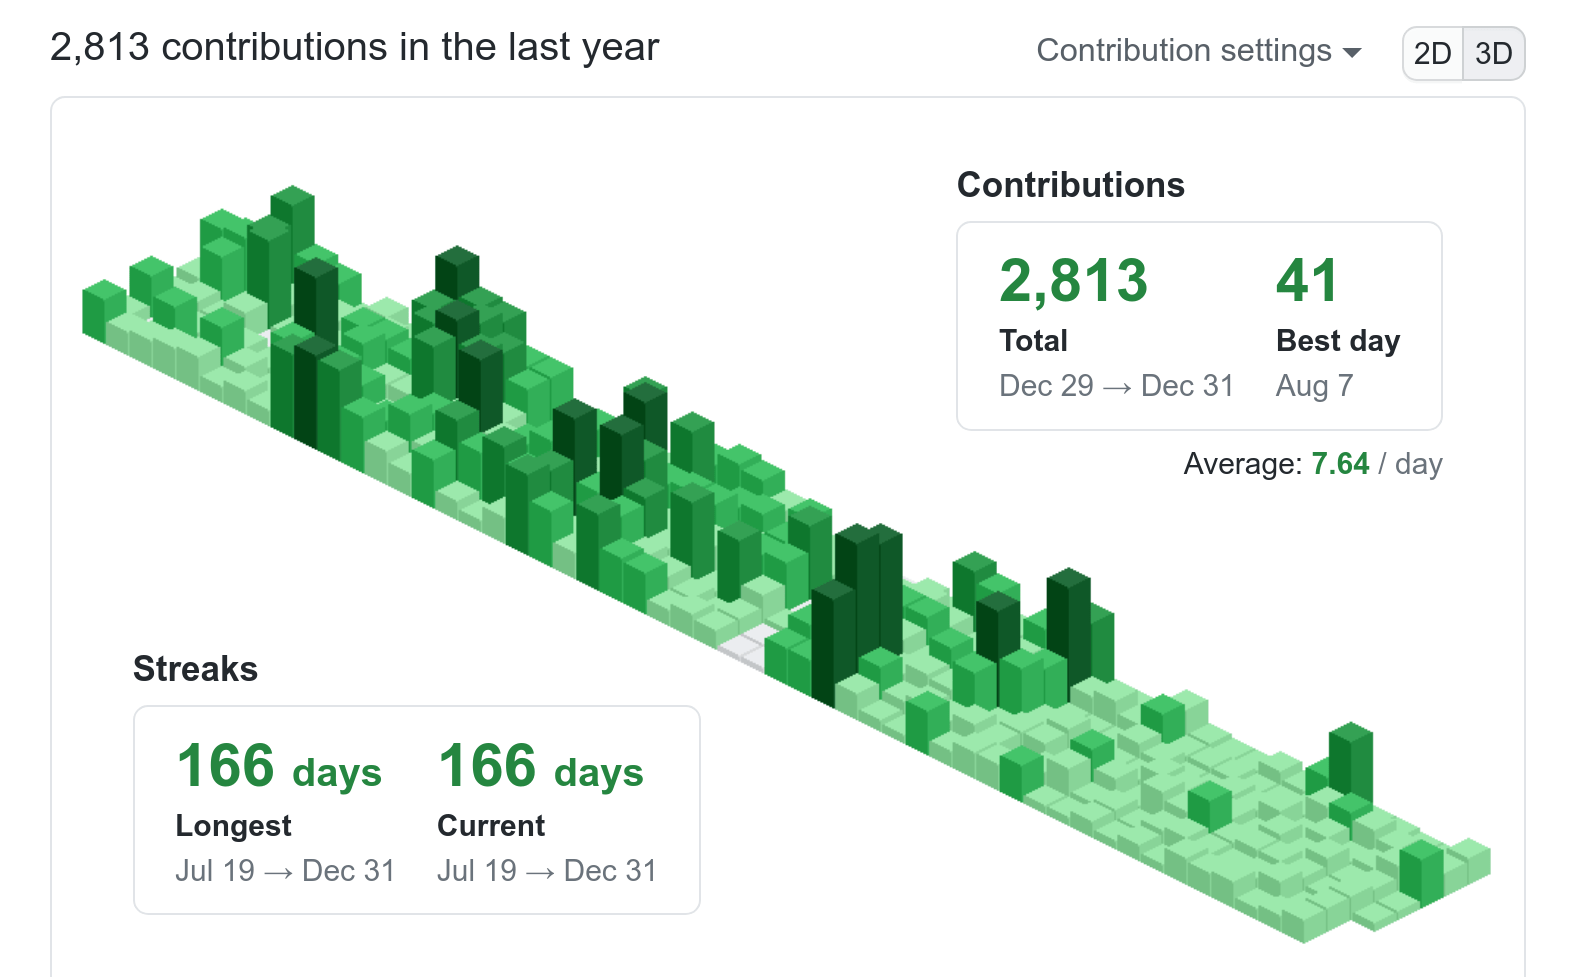 2,813 contributions in the last year
Contribution settings
2D 3D
Contributions
2,813 41
Total Best day
Dec 29 → Dec 31 Aug 7
Average: 7.64 / day
Streaks
166 days 166 days
Longest Current
Jul 19 → Dec 31 Jul 19 → Dec 31